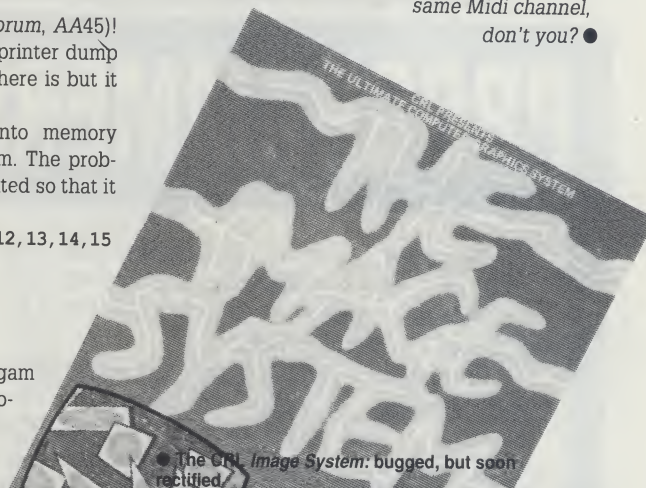 orum, AA45)!
printer dump
here is but it
nto memory
m. The prob-
ted so that it
12,13,14,15
gam
o-
same Midi channel,
don't you? ●
CRL PRESENTS
THE ULTIMATE COMPUTER GRAPHICS SYSTEM
THE
IMAGE
SYSTEM
● The CRL Image System: bugged, but soon
rectified.